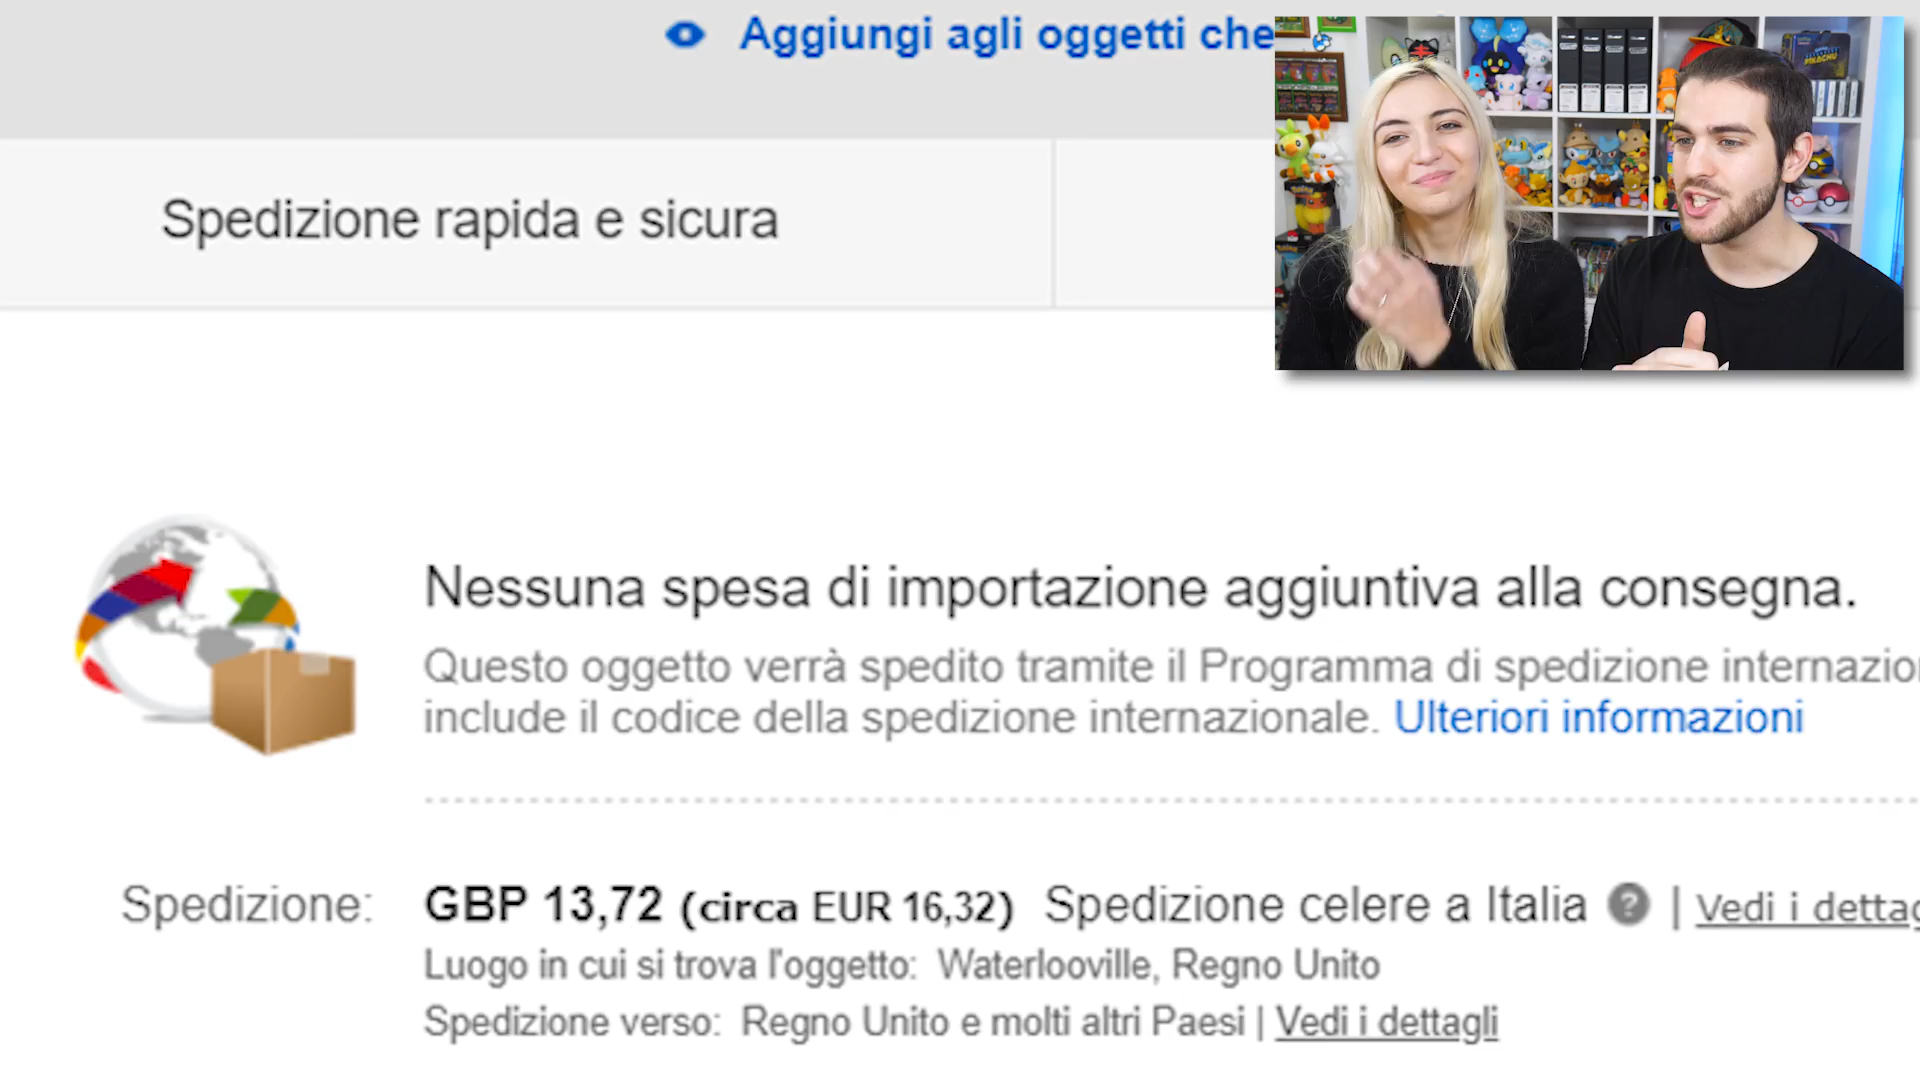 Aggiungi agli oggetti che
Spedizione rapida e sicura
Nessuna spesa di importazione aggiuntiva alla consegna.
Questo oggetto verrà spedito tramite il Programma di spedizione
include il codice della spedizione internazionale. Ulteriori informazioni
Spedizione: GBP 13,72 (circa EUR 16,32) Spedizione celere a Italia ? | Vedi i
Luogo in cui si trova l'oggetto: Waterlooville, Regno Unito
Spedizione verso: Regno Unito e molti altri Paesi | Vedi i dettagli